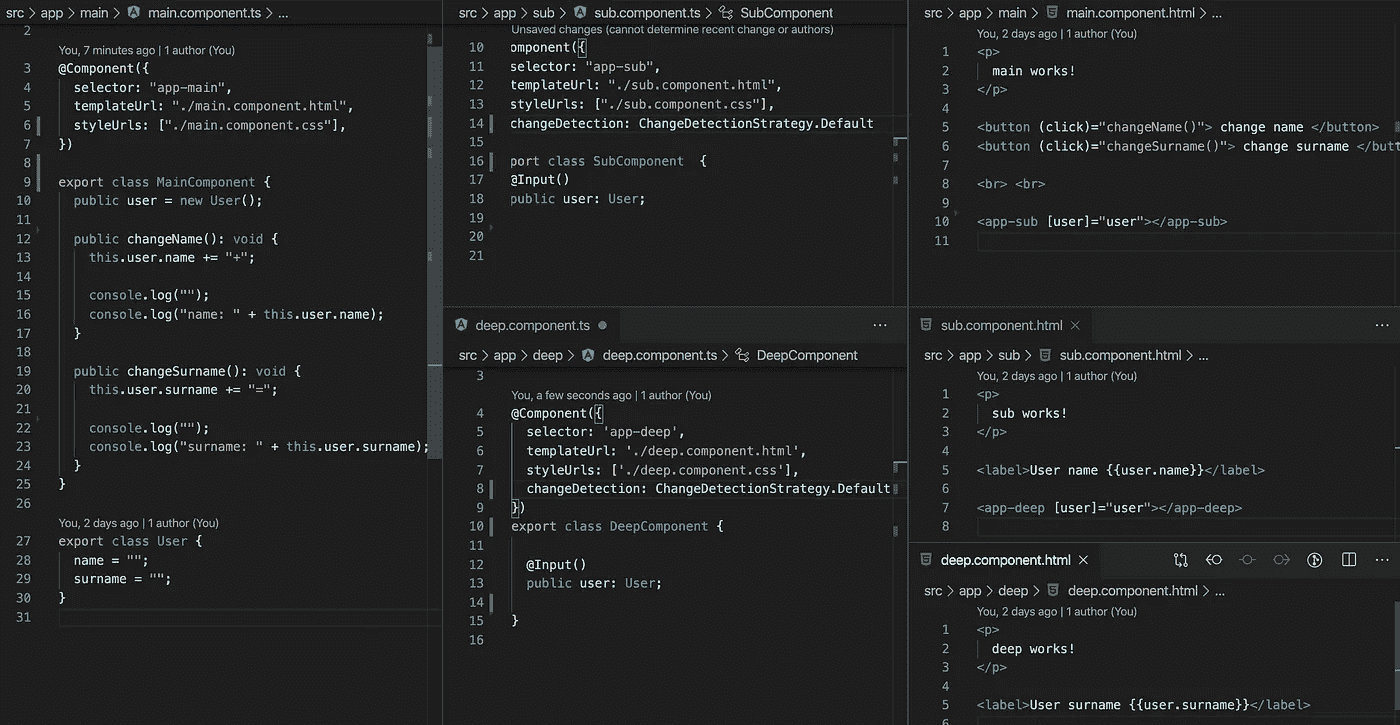 src > app > main > main.component.ts > ...
2
You, 7 minutes ago | 1 author (You)
3 @Component({
4 selector: "app-main",
5 templateUrl: "./main.component.html",
6 styleUrls: ["./main.component.css"],
7 })
8
9 export class MainComponent {
10 public user = new User();
11
12 public changeName(): void {
13 this.user.name += "+";
14
15 console.log("");
16 console.log("name: " + this.user.name);
17 }
18
19 public changeSurname(): void {
20 this.user.surname += "=";
21
22 console.log("");
23 console.log("surname: " + this.user.surname);
24 }
25 }
26
You, 2 days ago | 1 author (You)
27 export class User {
28 name = "";
29 surname = "";
30 }
31
src > app > sub > sub.component.ts > SubComponent
Unsaved changes (cannot determine recent change or authors)
10 omponent({
11 selector: "app-sub",
12 templateUrl: "./sub.component.html",
13 styleUrls: ["./sub.component.css"],
14 changeDetection: ChangeDetectionStrategy.Default
15
16 port class SubComponent {
17 @Input()
18 public user: User;
19
20
21
deep.component.ts
src > app > deep > deep.component.ts > DeepComponent
3
You, a few seconds ago | 1 author (You)
4 @Component({
5 selector: 'app-deep',
6 templateUrl: './deep.component.html',
7 styleUrls: ['./deep.component.css'],
8 changeDetection: ChangeDetectionStrategy.Default
9 })
10 export class DeepComponent {
11
12 @Input()
13 public user: User;
14
15 }
16
src > app > main > main.component.html > ...
You, 2 days ago | 1 author (You)
1 <p>
2 main works!
3 </p>
4
5 <button (click)="changeName()"> change name </button>
6 <button (click)="changeSurname()"> change surname </butt
7
8 <br> <br>
9
10 <app-sub [user]="user"></app-sub>
11
sub.component.html
src > app > sub > sub.component.html > ...
You, 2 days ago | 1 author (You)
1 <p>
2 sub works!
3 </p>
4
5 <label>User name {{user.name}}</label>
6
7 <app-deep [user]="user"></app-deep>
8
deep.component.html
src > app > deep > deep.component.html > ...
You, 2 days ago | 1 author (You)
1 <p>
2 deep works!
3 </p>
4
5 <label>User surname {{user.surname}}</label>
6